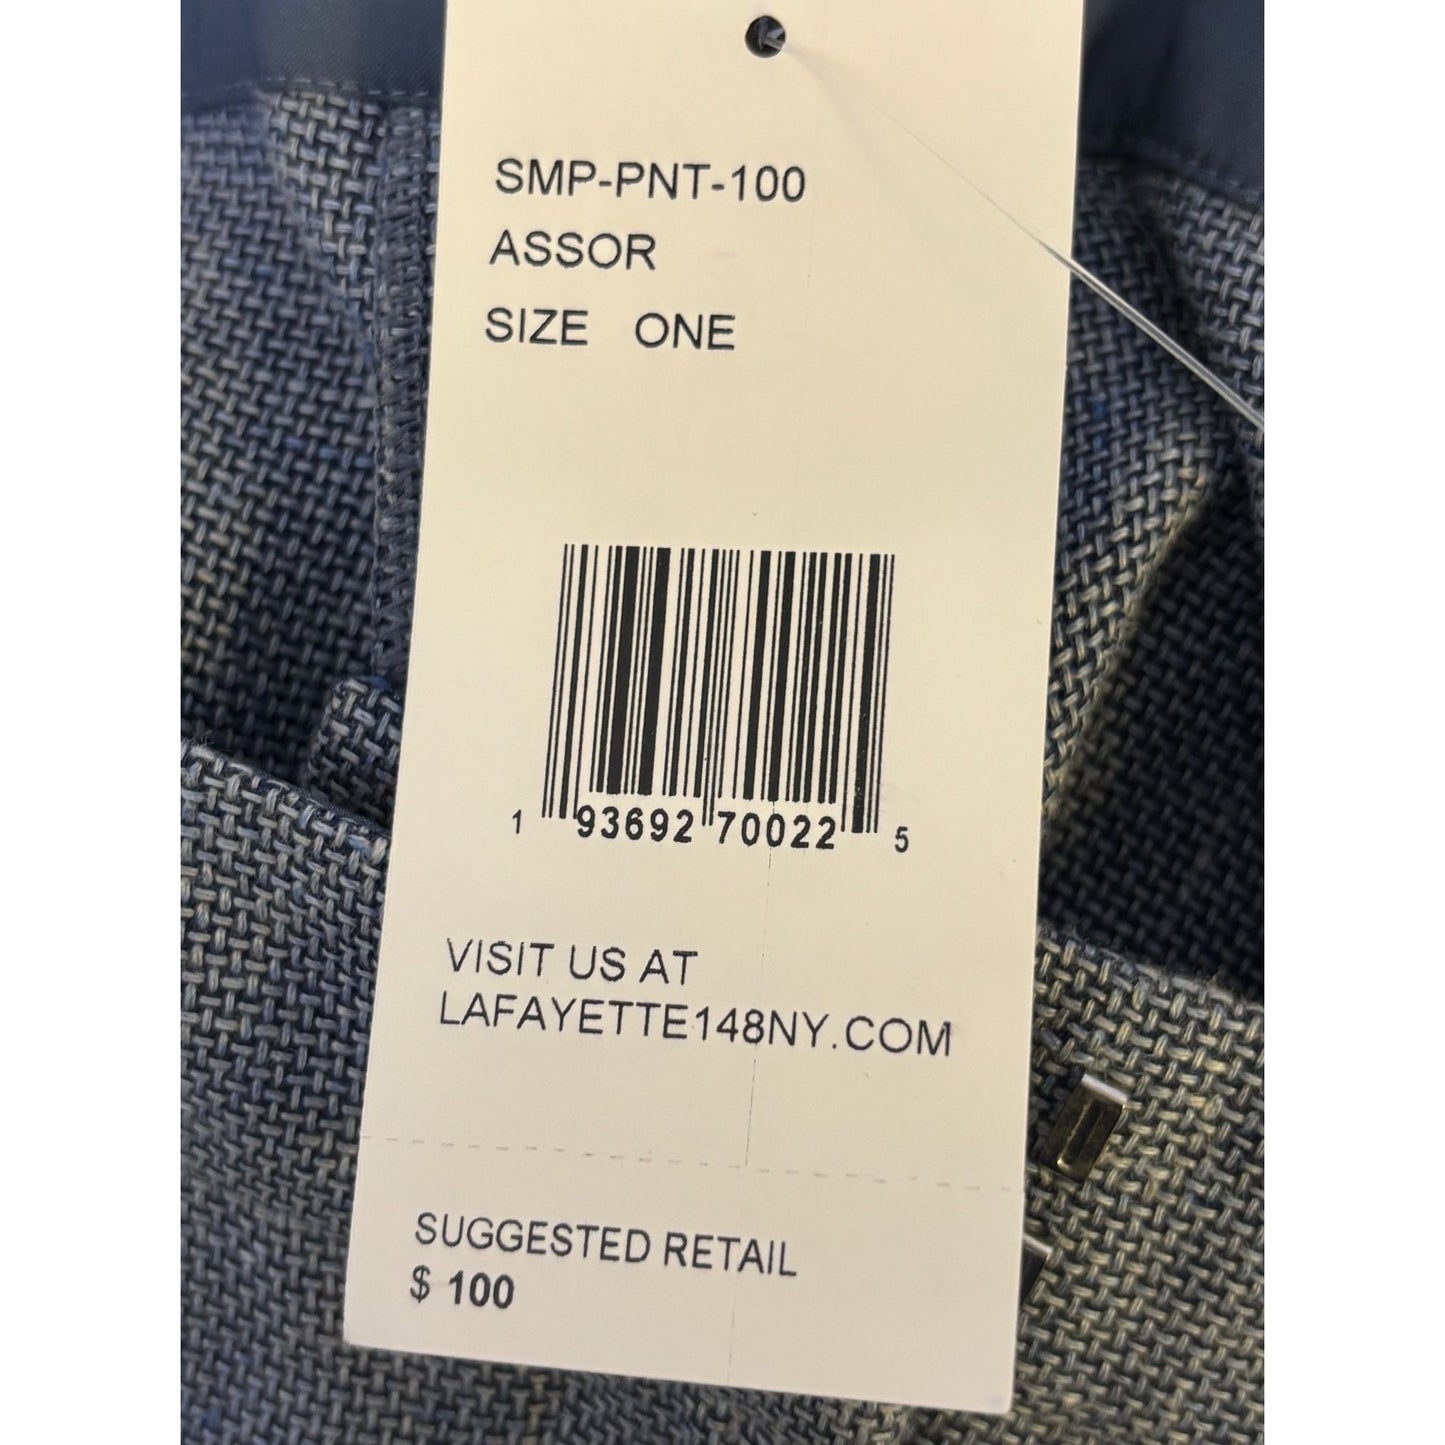 SMP-PNT-100
ASSOR
SIZE ONE
1 93692 70022 5
VISIT US AT
LAFAYETTE148NY.COM
SUGGESTED RETAIL
$ 100